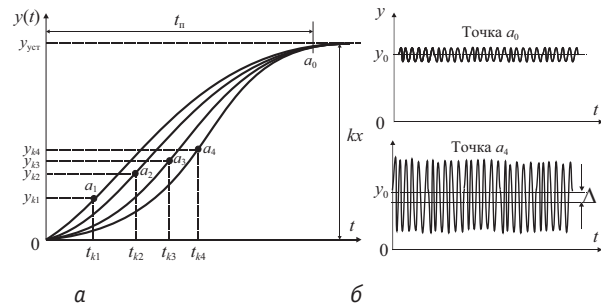 y(t)
tп
yуст
a0
yk4
yk3
yk2
yk1
a1
a2
a3
a4
kx
0
t
tk1
tk2
tk3
tk4
а
y
Точка a0
y0
0
t
Точка a4
y0
Δ
0
t
б